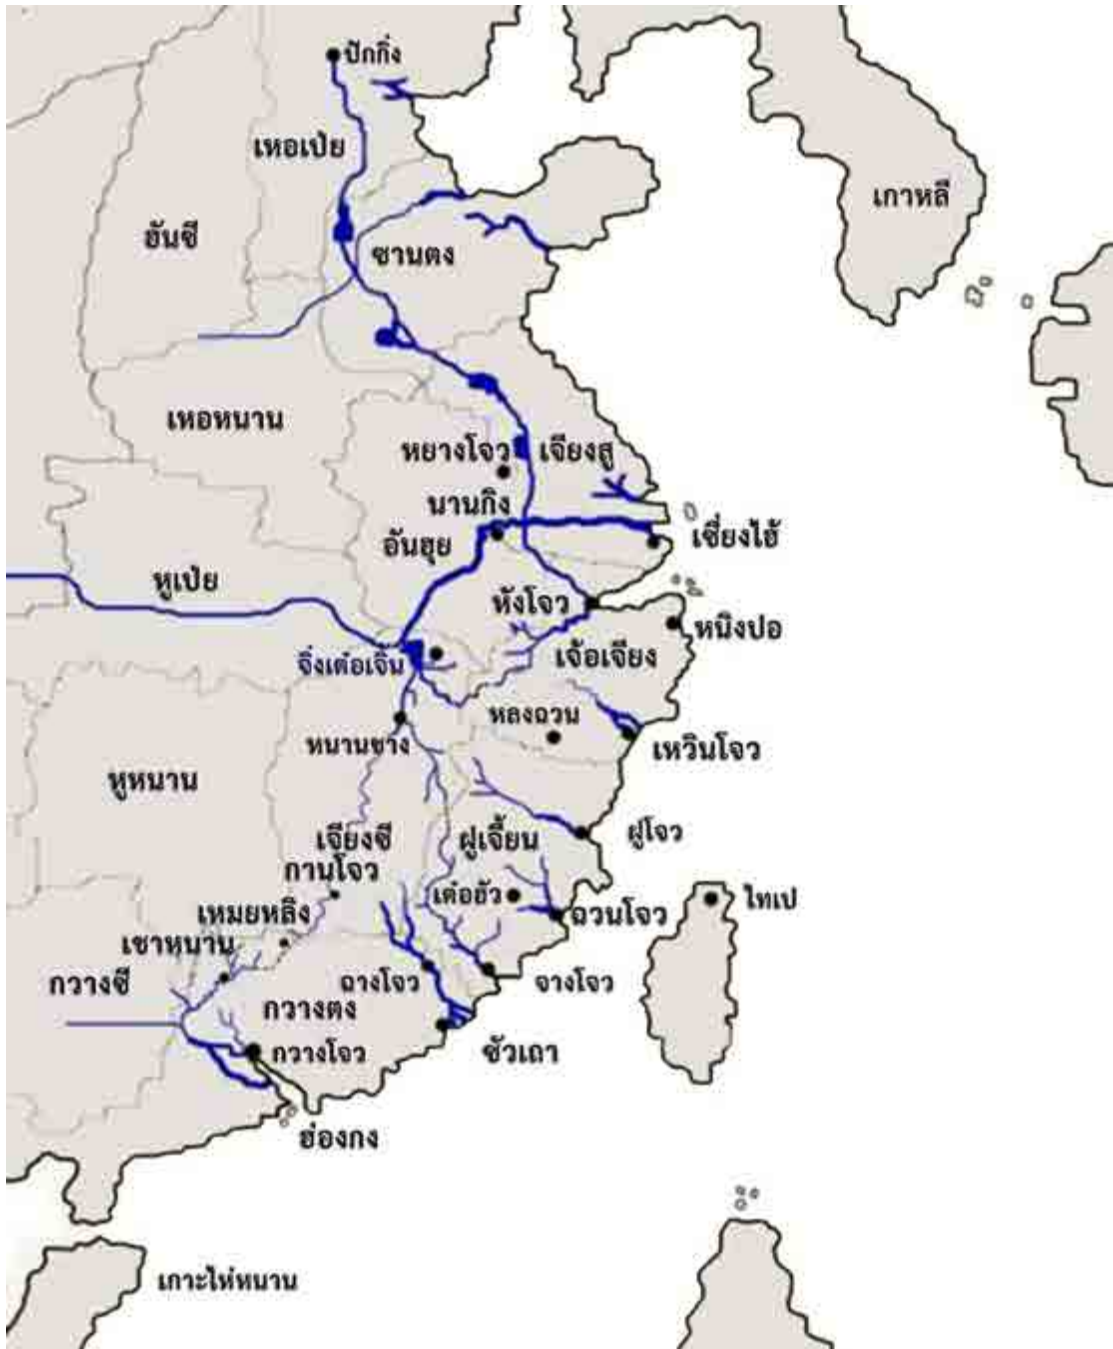 ปักกิ่ง
เหอเป่ย
เกาหลี
ฮันซี
ซานตง
เหอหนาน
หยางโจว
เจียงสู
นานกิง
อันฮุย
เซี่ยงไฮ้
หูเป่ย
หังโจว
หนิงปอ
จิ่งเต๋อเจิ้น
เจ้อเจียง
หลงฉวน
หนานชาง
เหวินโจว
หูหนาน
เจียงซี
ฝูเจี้ยน
ฝูโจว
กานโจว
เต๋อฮัว
ไทเป
เหมยหลิง
ฉวนโจว
เชาหนาน
กวางซี
ฉางโจว
จางโจว
กวางตง
กวางโจว
ซัวเถา
ฮ่องกง
เกาะไห่หนาน